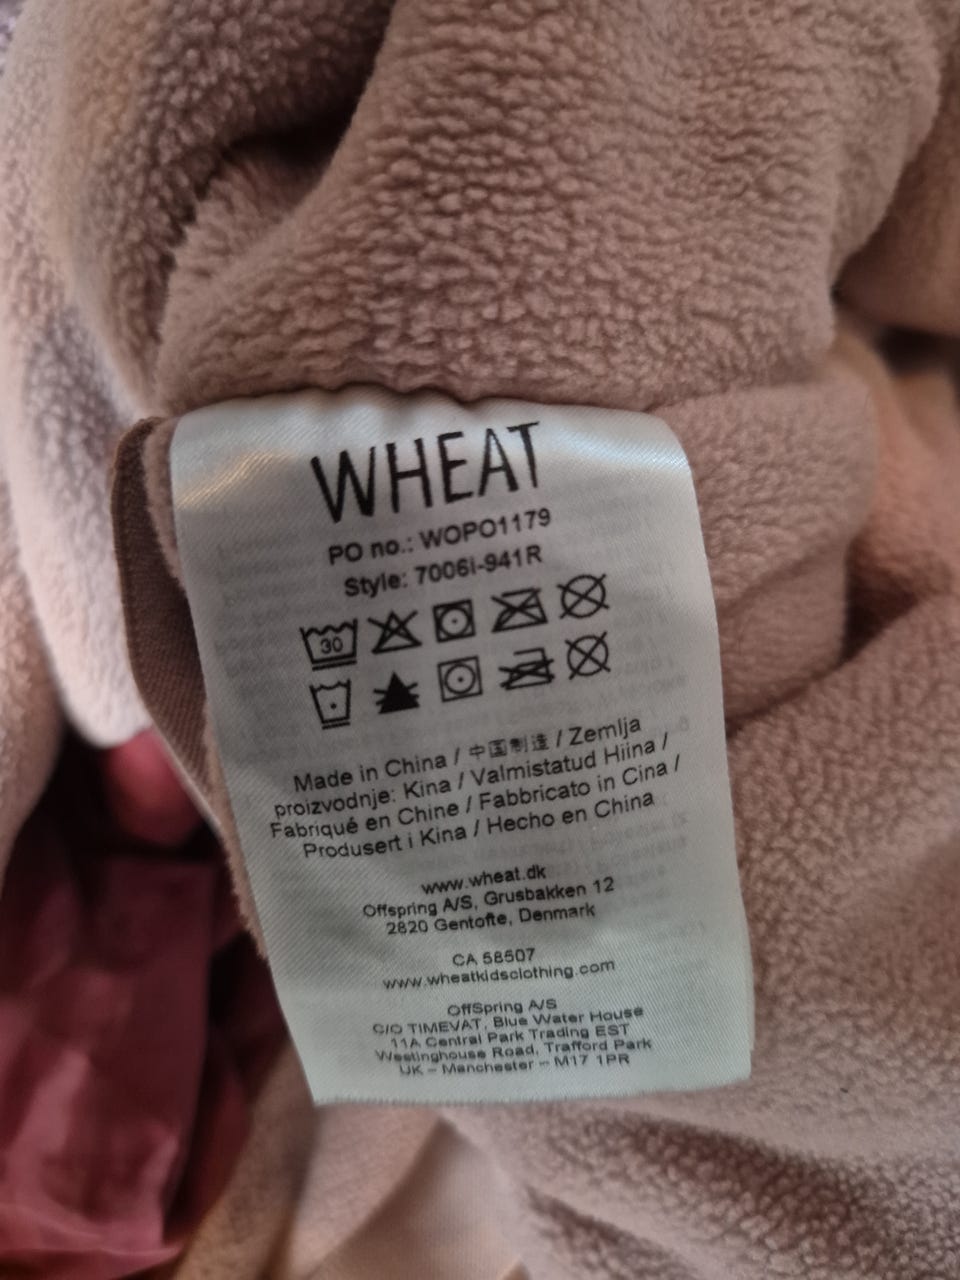 WHEAT
PO no.: WOPO1179
Style: 7006i-941R
30
Made in China / 中国制造 / Zemlja
proizvodnje: Kina / Valmistatud Hiina /
Fabriqué en Chine / Fabbricato in Cina /
Produsert i Kina / Hecho en China
www.wheat.dk
Offspring A/S, Grusbakken 12
2820 Gentofte, Denmark
CA 58507
www.wheatkidsclothing.com
OffSpring A/S
C/O TIMEVAT, Blue Water House
11A Central Park Trading EST
Westinghouse Road, Trafford Park
UK – Manchester – M17 1PR